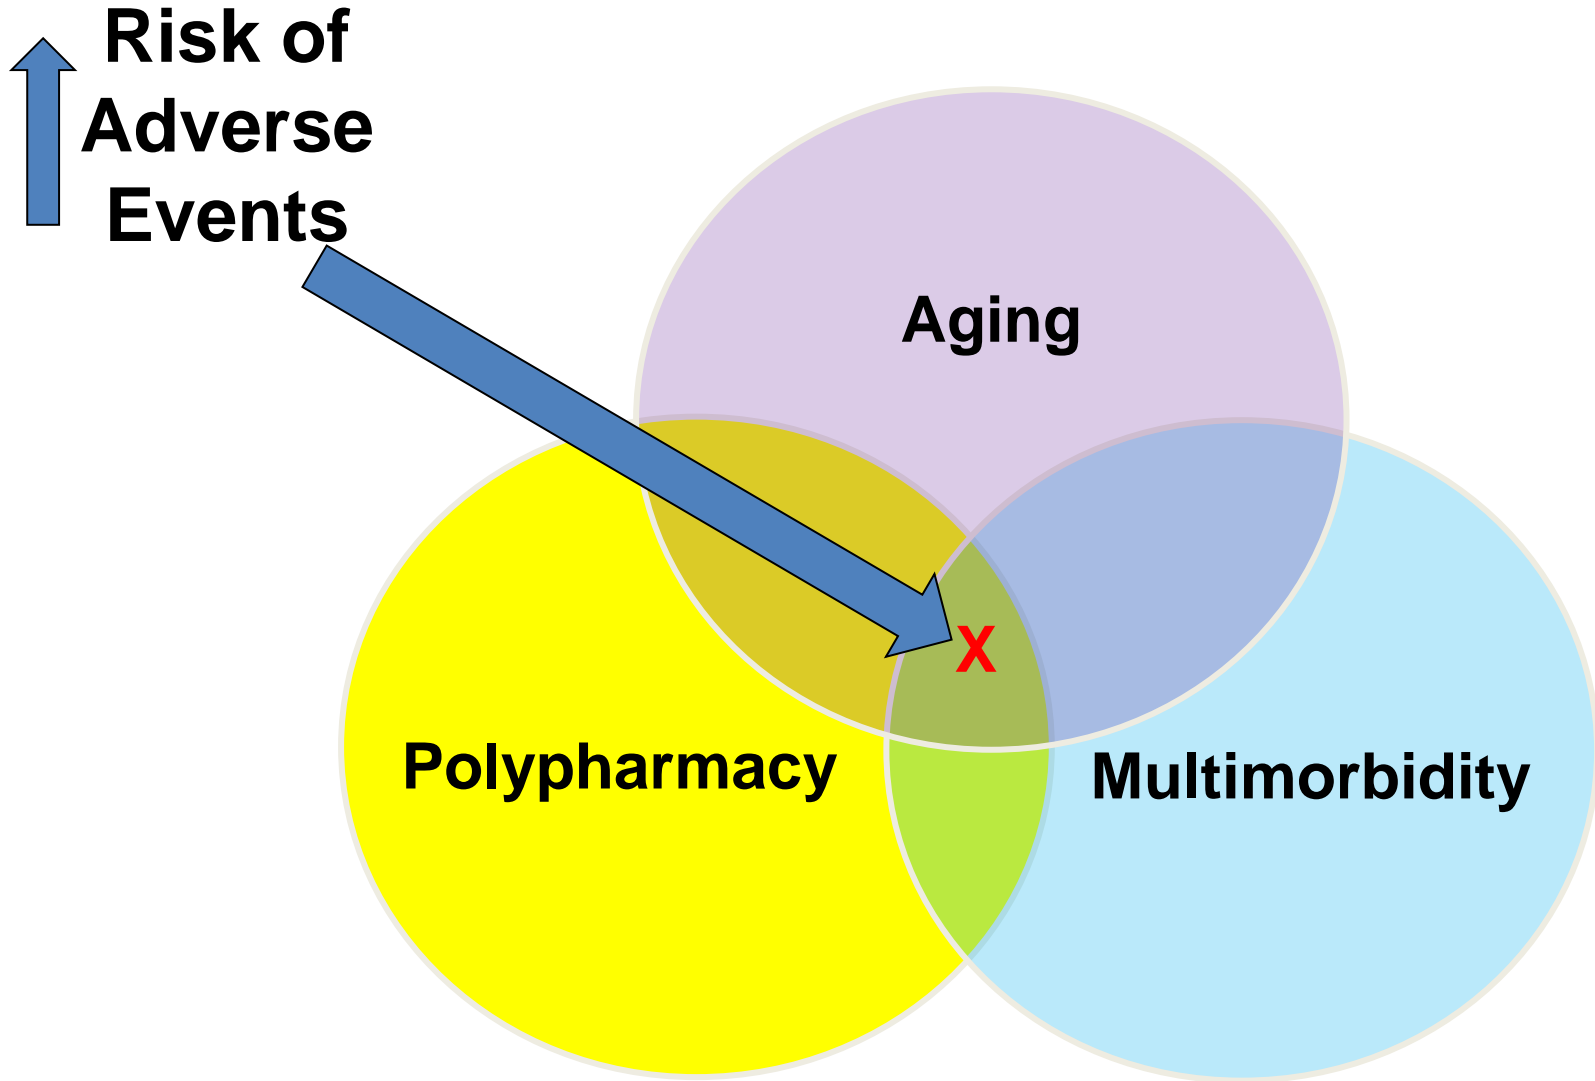 Risk of
Adverse
Events
Aging
X
Polypharmacy
Multimorbidity